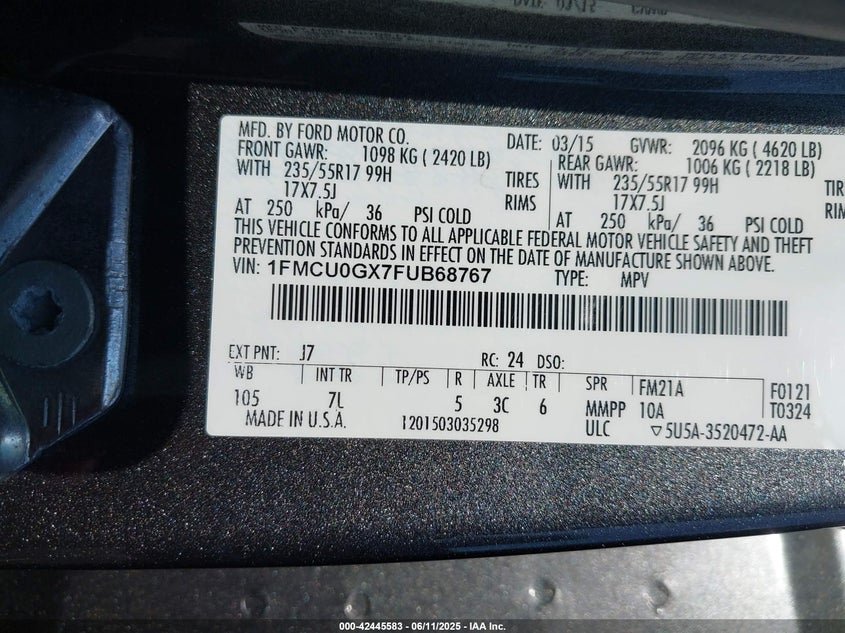 MFD. BY FORD MOTOR CO.
DATE: 03/15 GVWR: 2096 KG ( 4620 LB)
FRONT GAWR: 1098 KG ( 2420 LB) REAR GAWR: 1006 KG ( 2218 LB)
WITH 235/55R17 99H TIRES WITH 235/55R17 99H TIRE
17X7.5J RIMS 17X7.5J RIM
AT 250 kPa/ 36 PSI COLD AT 250 kPa/ 36 PSI COLD
THIS VEHICLE CONFORMS TO ALL APPLICABLE FEDERAL MOTOR VEHICLE SAFETY AND THEFT
PREVENTION STANDARDS IN EFFECT ON THE DATE OF MANUFACTURE SHOWN ABOVE.
VIN: 1FMCU0GX7FUB68767 TYPE: MPV
EXT PNT: J7 RC: 24 DSO:
WB INT TR TP/PS R AXLE TR SPR FM21A F0121
105 7L 5 3C 6 MMPP 10A T0324
MADE IN U.S.A. 1201503035298 ULC ▽5U5A-3520472-AA
000-42445583 / 06/11/2025 - IAA Inc.